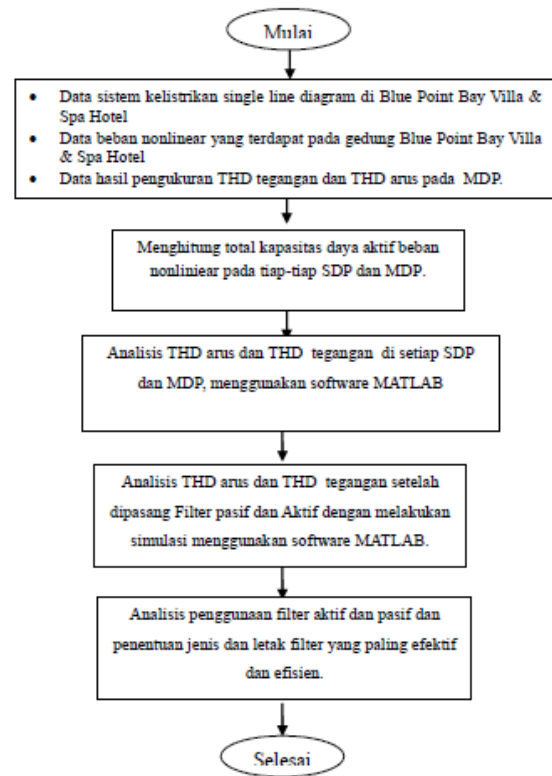 Mulai
• Data sistem kelistrikan single line diagram di Blue Point Bay Villa &
Spa Hotel
• Data beban nonlinear yang terdapat pada gedung Blue Point Bay Villa
& Spa Hotel
• Data hasil pengukuran THD tegangan dan THD arus pada MDP.
Menghitung total kapasitas daya aktif beban
nonliniear pada tiap-tiap SDP dan MDP.
Analisis THD arus dan THD tegangan di setiap SDP
dan MDP, menggunakan software MATLAB
Analisis THD arus dan THD tegangan setelah
dipasang Filter pasif dan Aktif dengan melakukan
simulasi menggunakan software MATLAB.
Analisis penggunaan filter aktif dan pasif dan
penentuan jenis dan letak filter yang paling efektif
dan efisien.
Selesai